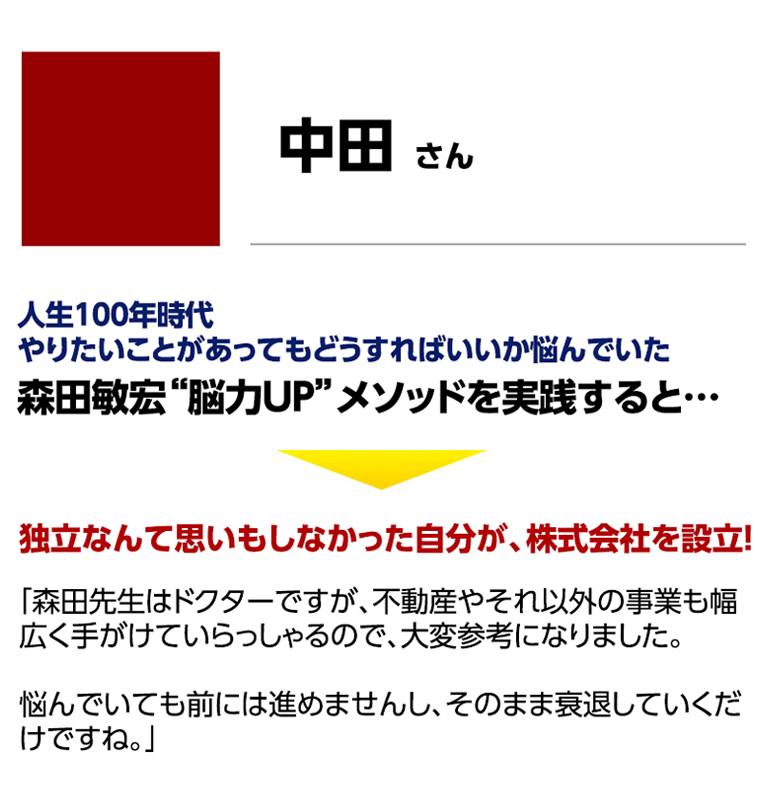 中田 さん
人生100年時代
やりたいことがあってもどうすればいいか悩んでいた
森田敏宏“脳力UP”メソッドを実践すると…
独立なんて思いもしなかった自分が、株式会社を設立!
「森田先生はドクターですが、不動産やそれ以外の事業も幅
広く手がけていらっしゃるので、大変参考になりました。
悩んでいても前には進めませんし、そのまま衰退していくだ
けですね。」